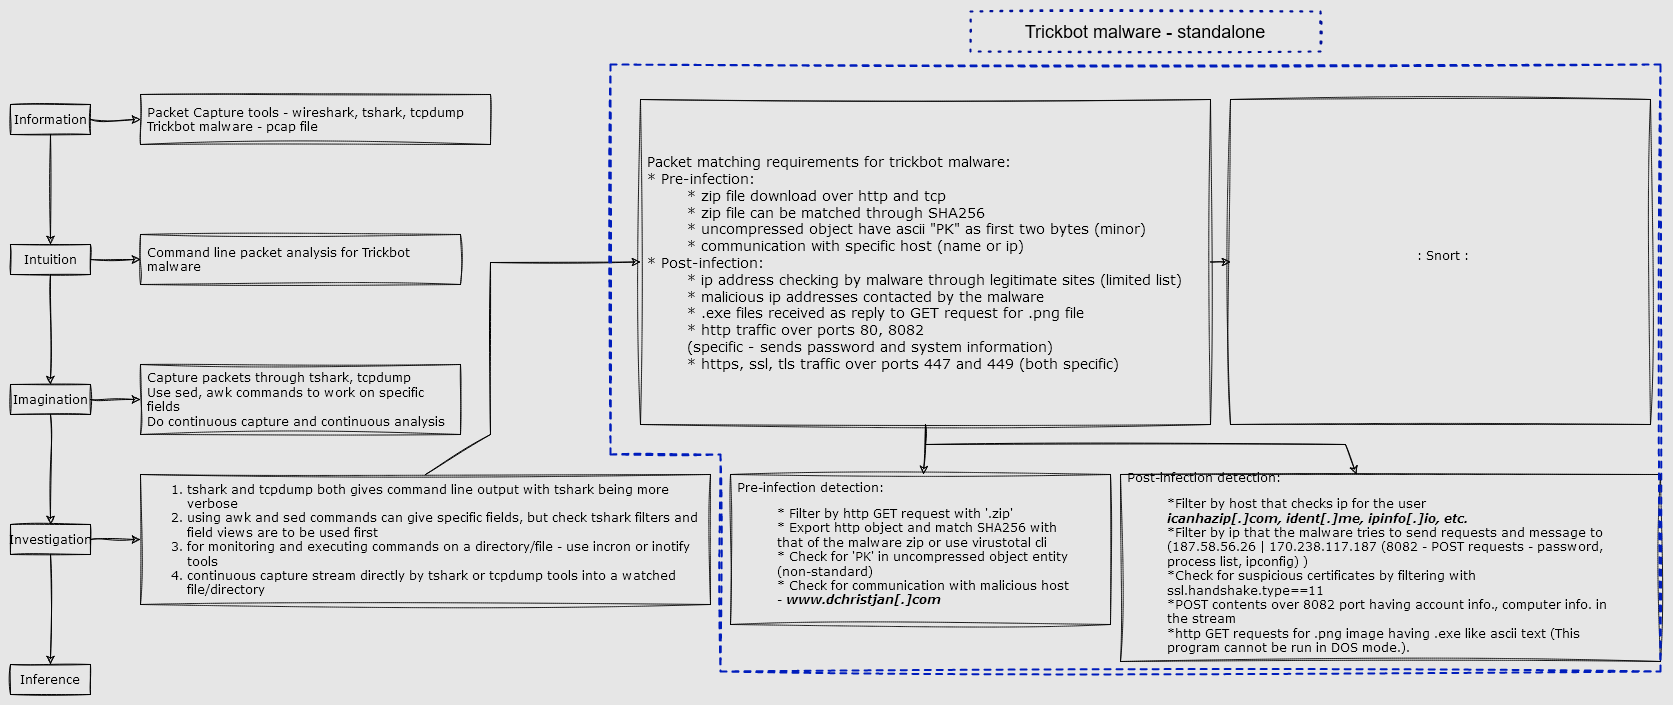 Trickbot malware - standalone
Information
Packet Capture tools - wireshark, tshark, tcpdump
Trickbot malware - pcap file
Intuition
Command line packet analysis for Trickbot
malware
Imagination
Capture packets through tshark, tcpdump
Use sed, awk commands to work on specific
fields
Do continuous capture and continuous analysis
Investigation
1. tshark and tcpdump both gives command line output with tshark being more
verbose
2. using awk and sed commands can give specific fields, but check tshark filters and
field views are to be used first
3. for monitoring and executing commands on a directory/file - use incron or inotify
tools
4. continuous capture stream directly by tshark or tcpdump tools into a watched
file/directory
Inference
Packet matching requirements for trickbot malware:
* Pre-infection:
* zip file download over http and tcp
* zip file can be matched through SHA256
* uncompressed object have ascii "PK" as first two bytes (minor)
* communication with specific host (name or ip)
* Post-infection:
* ip address checking by malware through legitimate sites (limited list)
* malicious ip addresses contacted by the malware
* .exe files received as reply to GET request for .png file
* http traffic over ports 80, 8082
(specific - sends password and system information)
* https, ssl, tls traffic over ports 447 and 449 (both specific)
: Snort :
Pre-infection detection:
* Filter by http GET request with '.zip'
* Export http object and match SHA256 with
that of the malware zip or use virustotal cli
* Check for 'PK' in uncompressed object entity
(non-standard)
* Check for communication with malicious host
- www.dchristjan[.]com
Post-infection detection:
*Filter by host that checks ip for the user
icanhazip[.]com, ident[.]me, ipinfo[.]io, etc.
*Filter by ip that the malware tries to send requests and message to
(187.58.56.26 | 170.238.117.187 (8082 - POST requests - password,
process list, ipconfig) )
*Check for suspicious certificates by filtering with
ssl.handshake.type==11
*POST contents over 8082 port having account info., computer info. in
the stream
*http GET requests for .png image having .exe like ascii text (This
program cannot be run in DOS mode.).